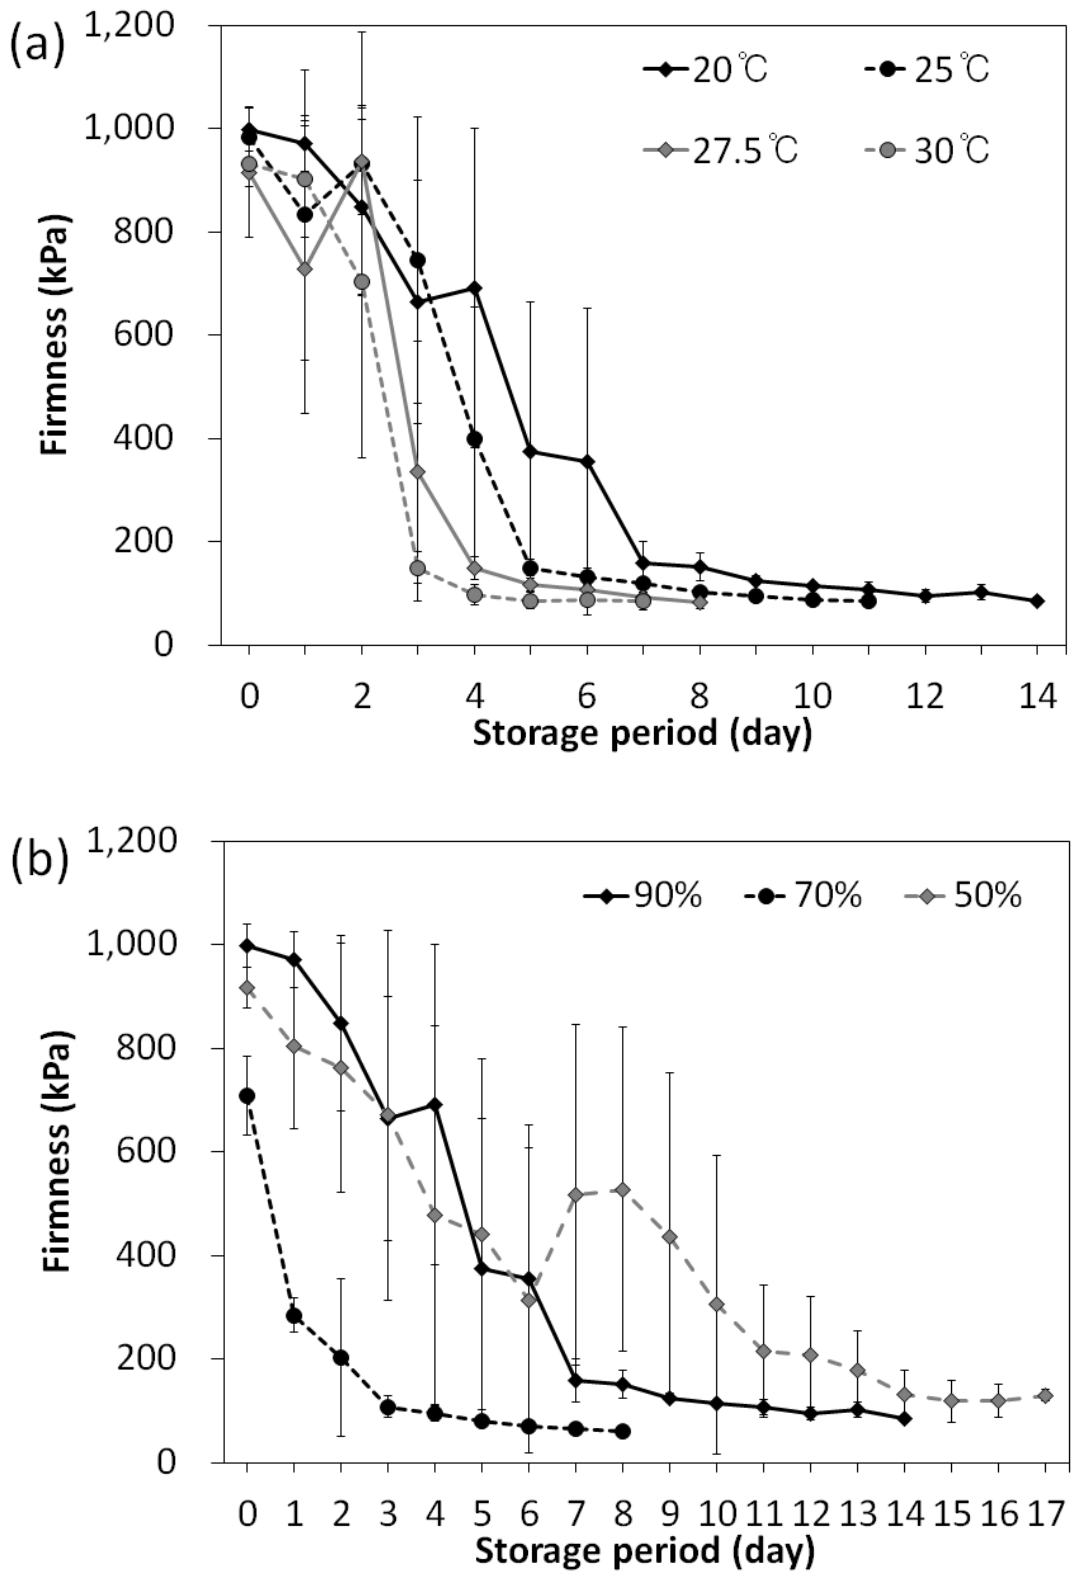 (a)
1,200
1,000
800
600
400
200
0
Firmness (kPa)
20℃ 25℃
27.5℃ 30℃
0 2 4 6 8 10 12 14
Storage period (day)
(b)
1,200
1,000
800
600
400
200
0
Firmness (kPa)
90% 70% 50%
0 1 2 3 4 5 6 7 8 9 10 11 12 13 14 15 16 17
Storage period (day)